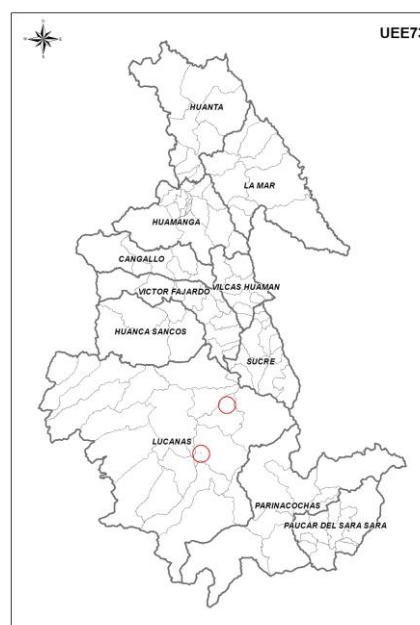 UEE73
HUANTA
LA MAR
HUAMANGA
CANGALLO
VILCAS HUAMAN
VICTOR FAJARDO
HUANCA SANCOS
SUCRE
LUCANAS
PARINACOCHAS
PAUCAR DEL SARA SARA